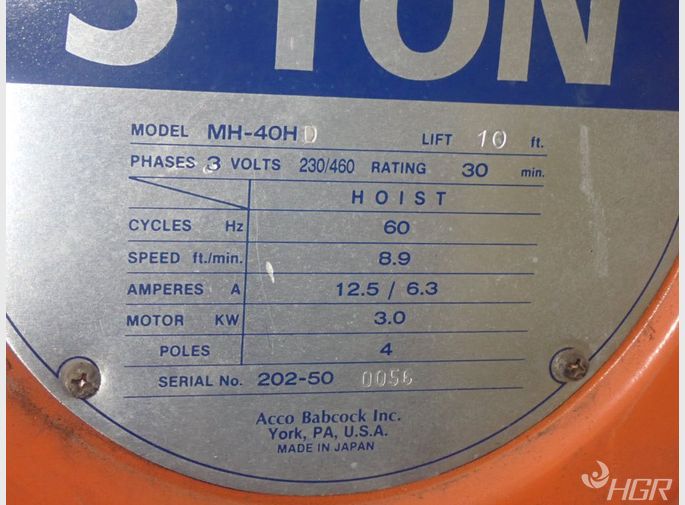 3 TON
MODEL MH-40HD LIFT 10 ft.
PHASES 3 VOLTS 230/460 RATING 30 min.
HOIST
CYCLES Hz 60
SPEED ft./min. 8.9
AMPERES A 12.5 / 6.3
MOTOR KW 3.0
POLES 4
SERIAL No. 202-50 0056
Acco Babcock Inc.
York, PA, U.S.A.
MADE IN JAPAN
HGR